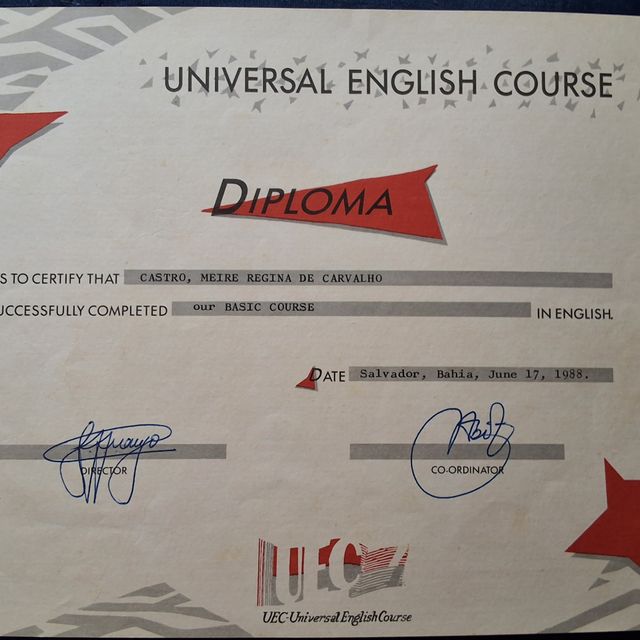 UNIVERSAL ENGLISH COURSE
DIPLOMA
S TO CERTIFY THAT CASTRO, MEIRE REGINA DE CARVALHO
UCCESSFULLY COMPLETED our BASIC COURSE IN ENGLISH.
DATE Salvador, Bahia, June 17, 1988.
DIRECTOR CO-ORDINATOR
UEC
UEC-Universal English Course